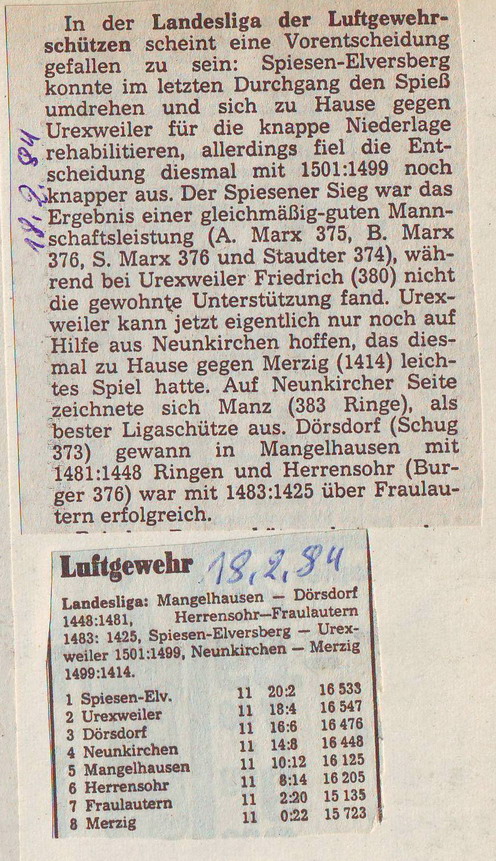 In der Landesliga der Luftgewehr-
schützen scheint eine Vorentscheidung
gefallen zu sein: Spiesen-Elversberg
konnte im letzten Durchgang den Spieß
umdrehen und sich zu Hause gegen
Urexweiler für die knappe Niederlage
rehabilitieren, allerdings fiel die Ent-
scheidung diesmal mit 1501:1499 noch
knapper aus. Der Spiesener Sieg war das
Ergebnis einer gleichmäßig-guten Mann-
schaftsleistung (A. Marx 375, B. Marx
376, S. Marx 376 und Staudter 374), wäh-
rend bei Urexweiler Friedrich (380) nicht
die gewohnte Unterstützung fand. Urex-
weiler kann jetzt eigentlich nur noch auf
Hilfe aus Neunkirchen hoffen, das dies-
mal zu Hause gegen Merzig (1414) leich-
tes Spiel hatte. Auf Neunkircher Seite
zeichnete sich Manz (383 Ringe), als
bester Ligaschütze aus. Dörsdorf (Schug
373) gewann in Mangelhausen mit
1481:1448 Ringen und Herrensohr (Bur-
ger 376) war mit 1483:1425 über Fraulau-
tern erfolgreich.
18.2.84
Luftgewehr 18.2.84
Landesliga: Mangelhausen — Dörsdorf
1448:1481, Herrensohr—Fraulautern
1483: 1425, Spiesen-Elversberg — Urex-
weiler 1501:1499, Neunkirchen — Merzig
1499:1414.
1 Spiesen-Elv. 11 20:2 16 533
2 Urexweiler 11 18:4 16 547
3 Dörsdorf 11 16:6 16 476
4 Neunkirchen 11 14:8 16 448
5 Mangelhausen 11 10:12 16 125
6 Herrensohr 11 8:14 16 205
7 Fraulautern 11 2:20 15 135
8 Merzig 11 0:22 15 723